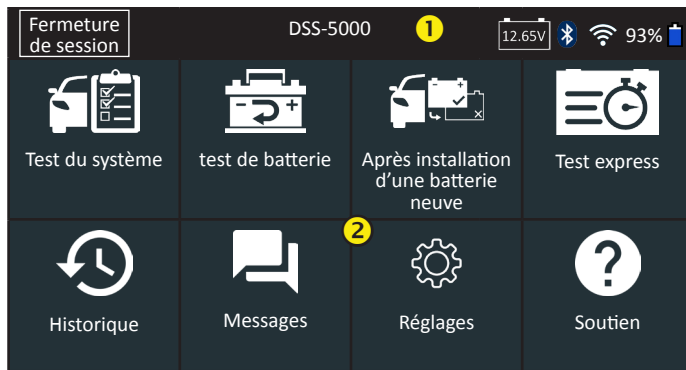 Fermeture
de session
DSS-5000
1
12.65V
93%
Test du système
test de batterie
Après installation
d'une batterie
neuve
Test express
2
Historique
Messages
Réglages
Soutien
?